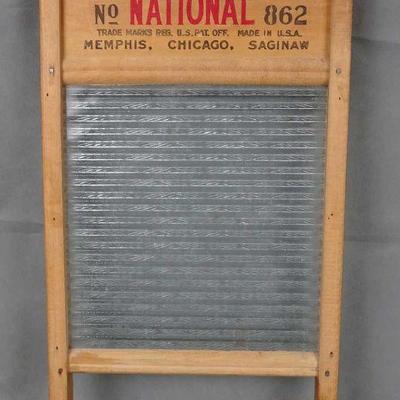 No NATIONAL 862
TRADE MARKS REG. U.S. PAT. OFF. MADE IN U.S.A.
MEMPHIS, CHICAGO, SAGINAW